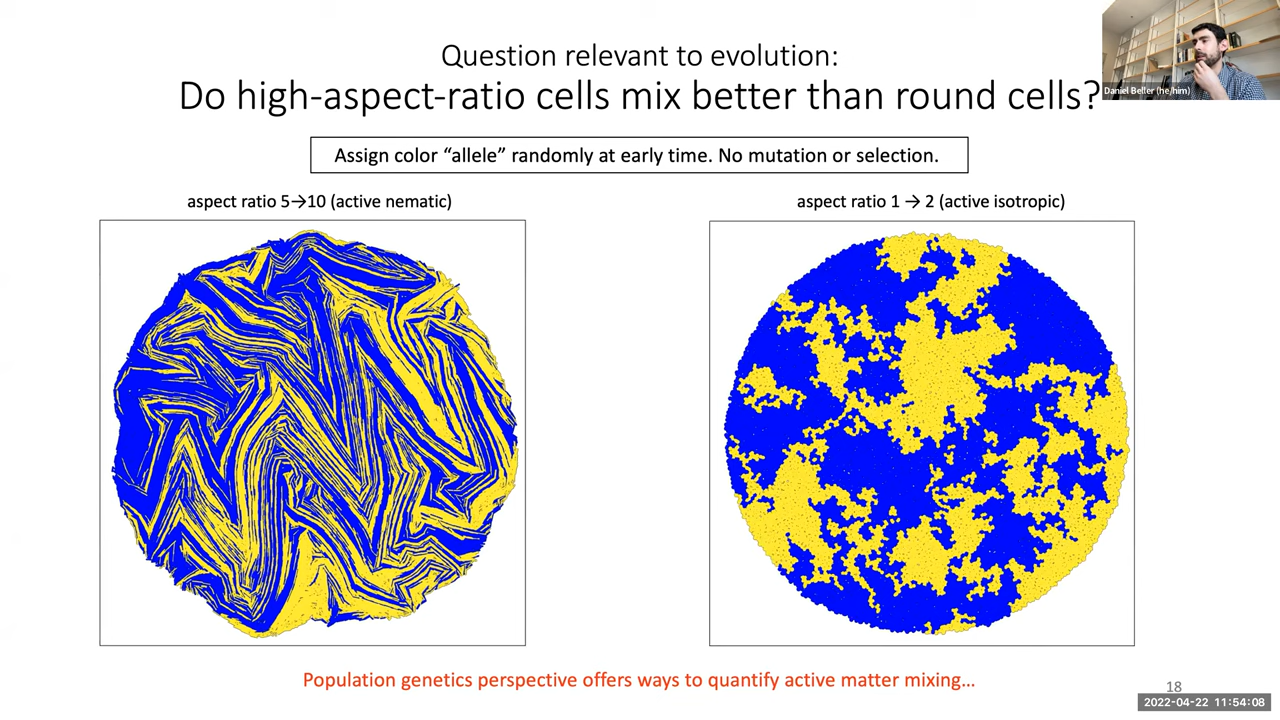 Question relevant to evolution:
Do high-aspect-ratio cells mix better than round cells?
Daniel Beller (he/him)
Assign color “allele” randomly at early time. No mutation or selection.
aspect ratio 5→10 (active nematic)
aspect ratio 1 → 2 (active isotropic)
Population genetics perspective offers ways to quantify active matter mixing…
18
2022-04-22 11:54:08